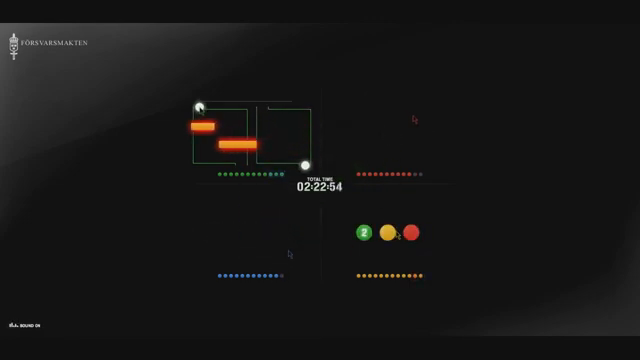 FÖRSVARSMAKTEN
TOTAL TIME
02:22:54
2
SOUND ON